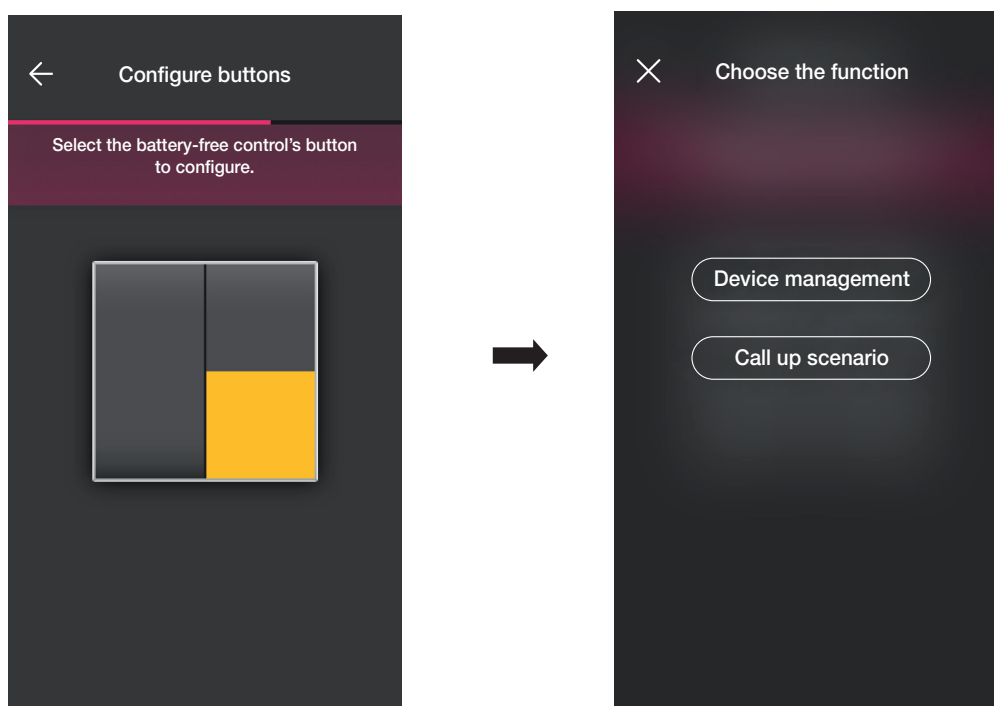 Configure buttons
Select the battery-free control's button
to configure.
Choose the function
Device management
Call up scenario